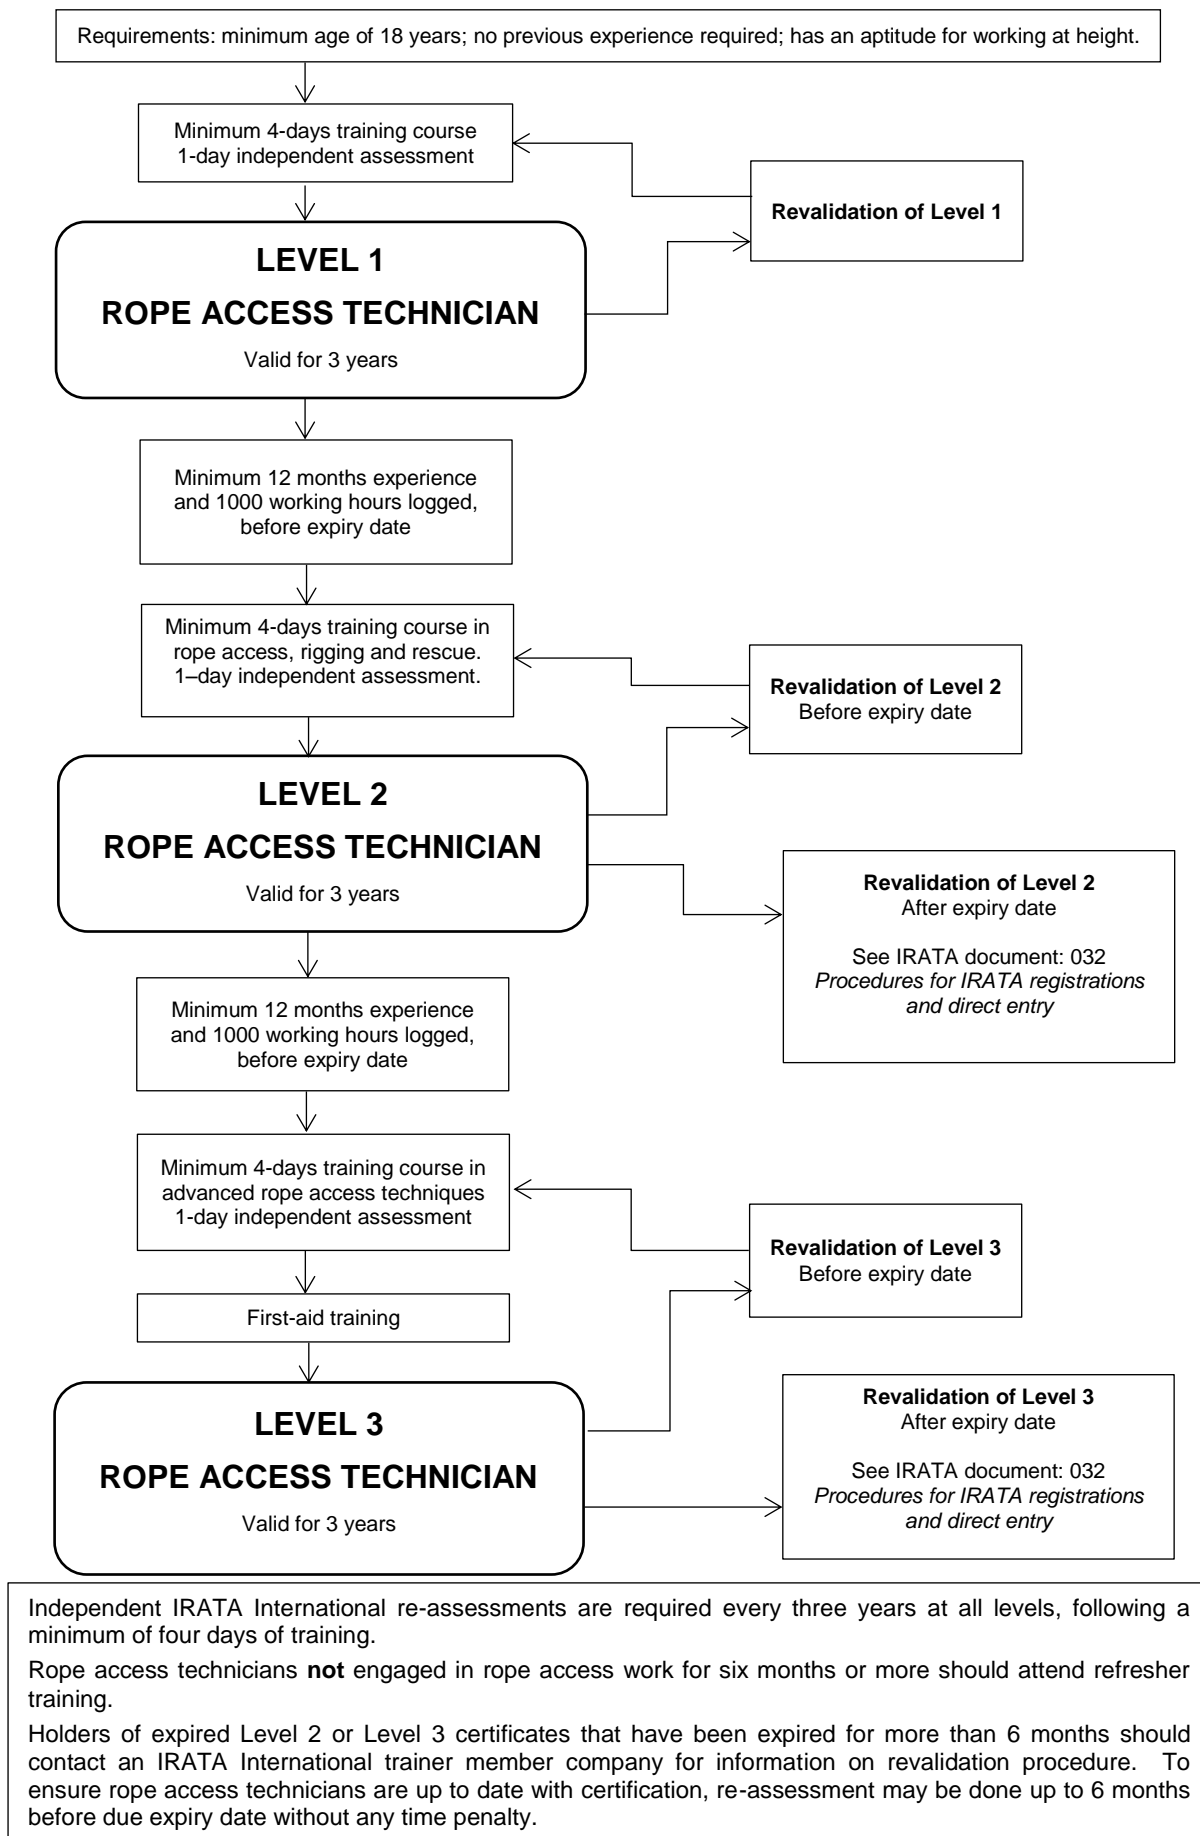 Requirements: minimum age of 18 years; no previous experience required; has an aptitude for working at height.
Minimum 4-days training course
1-day independent assessment
Revalidation of Level 1
LEVEL 1
ROPE ACCESS TECHNICIAN
Valid for 3 years
Minimum 12 months experience
and 1000 working hours logged,
before expiry date
Minimum 4-days training course in
rope access, rigging and rescue.
1–day independent assessment.
Revalidation of Level 2
Before expiry date
LEVEL 2
ROPE ACCESS TECHNICIAN
Valid for 3 years
Revalidation of Level 2
After expiry date
See IRATA document: 032
Procedures for IRATA registrations
and direct entry
Minimum 12 months experience
and 1000 working hours logged,
before expiry date
Minimum 4-days training course in
advanced rope access techniques
1-day independent assessment
Revalidation of Level 3
Before expiry date
First-aid training
LEVEL 3
ROPE ACCESS TECHNICIAN
Valid for 3 years
Revalidation of Level 3
After expiry date
See IRATA document: 032
Procedures for IRATA registrations
and direct entry
Independent IRATA International re-assessments are required every three years at all levels, following a
minimum of four days of training.
Rope access technicians not engaged in rope access work for six months or more should attend refresher
training.
Holders of expired Level 2 or Level 3 certificates that have been expired for more than 6 months should
contact an IRATA International trainer member company for information on revalidation procedure. To
ensure rope access technicians are up to date with certification, re-assessment may be done up to 6 months
before due expiry date without any time penalty.